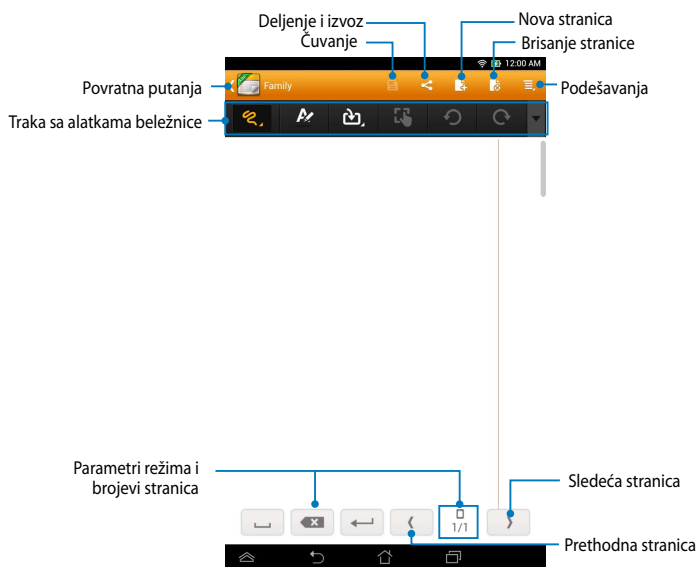 Deljenje i izvoz
Čuvanje
Nova stranica
Brisanje stranice
12:00 AM
Povratna putanja
Family
Podešavanja
Traka sa alatkama beležnice
Parametri režima i
brojevi stranica
Sledeća stranica
1/1
Prethodna stranica